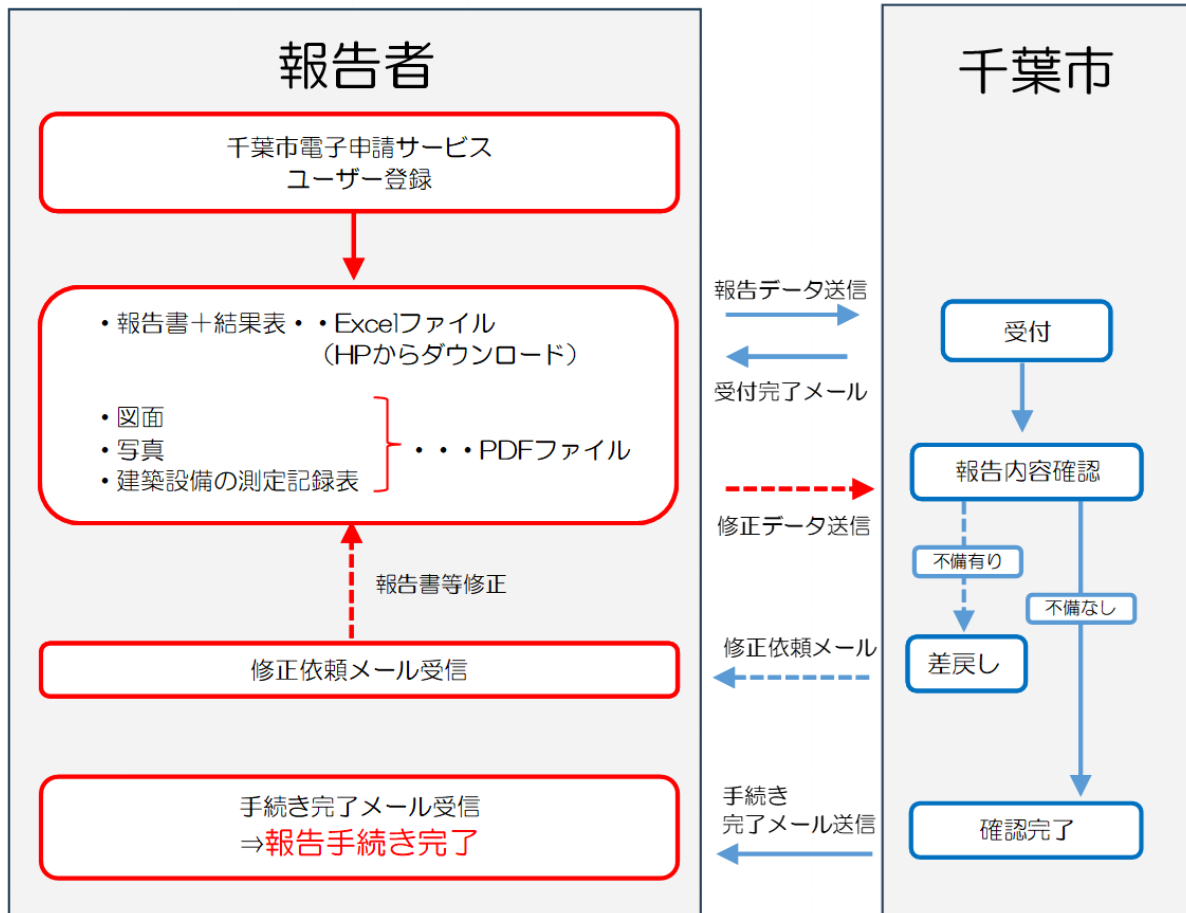 報告者
千葉市電子申請サービス
ユーザー登録
・報告書＋結果表・・Excelファイル
（HPからダウンロード）
・図面
・写真
・建築設備の測定記録表
・・・PDFファイル
報告書等修正
修正依頼メール受信
手続き完了メール受信
⇒報告手続き完了
報告データ送信
受付完了メール
修正データ送信
修正依頼メール
手続き
完了メール送信
千葉市
受付
報告内容確認
不備有り
不備なし
差戻し
確認完了